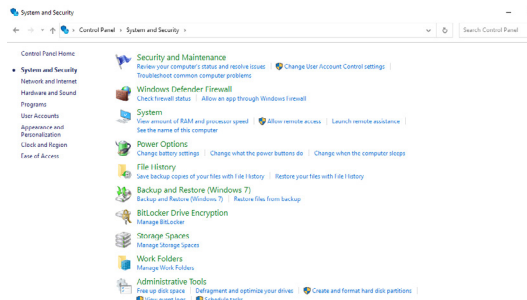 System and Security
Control Panel > System and Security >
Search Control Panel
Control Panel Home
System and Security
Network and Internet
Hardware and Sound
Programs
User Accounts
Appearance and
Personalization
Clock and Region
Ease of Access
Security and Maintenance
Review your computer's status and resolve issues | Change User Account Control settings |
Troubleshoot common computer problems
Windows Defender Firewall
Check firewall status | Allow an app through Windows Firewall
System
View amount of RAM and processor speed | Allow remote access | Launch remote assistance |
See the name of this computer
Power Options
Change battery settings | Change what the power buttons do | Change when the computer sleeps
File History
Save backup copies of your files with File History | Restore your files with File History
Backup and Restore (Windows 7)
Backup and Restore (Windows 7) | Restore files from backup
BitLocker Drive Encryption
Manage BitLocker
Storage Spaces
Manage Storage Spaces
Work Folders
Manage Work Folders
Administrative Tools
Free up disk space | Defragment and optimize your drives | Create and format hard disk partitions |
View event logs | Schedule tasks